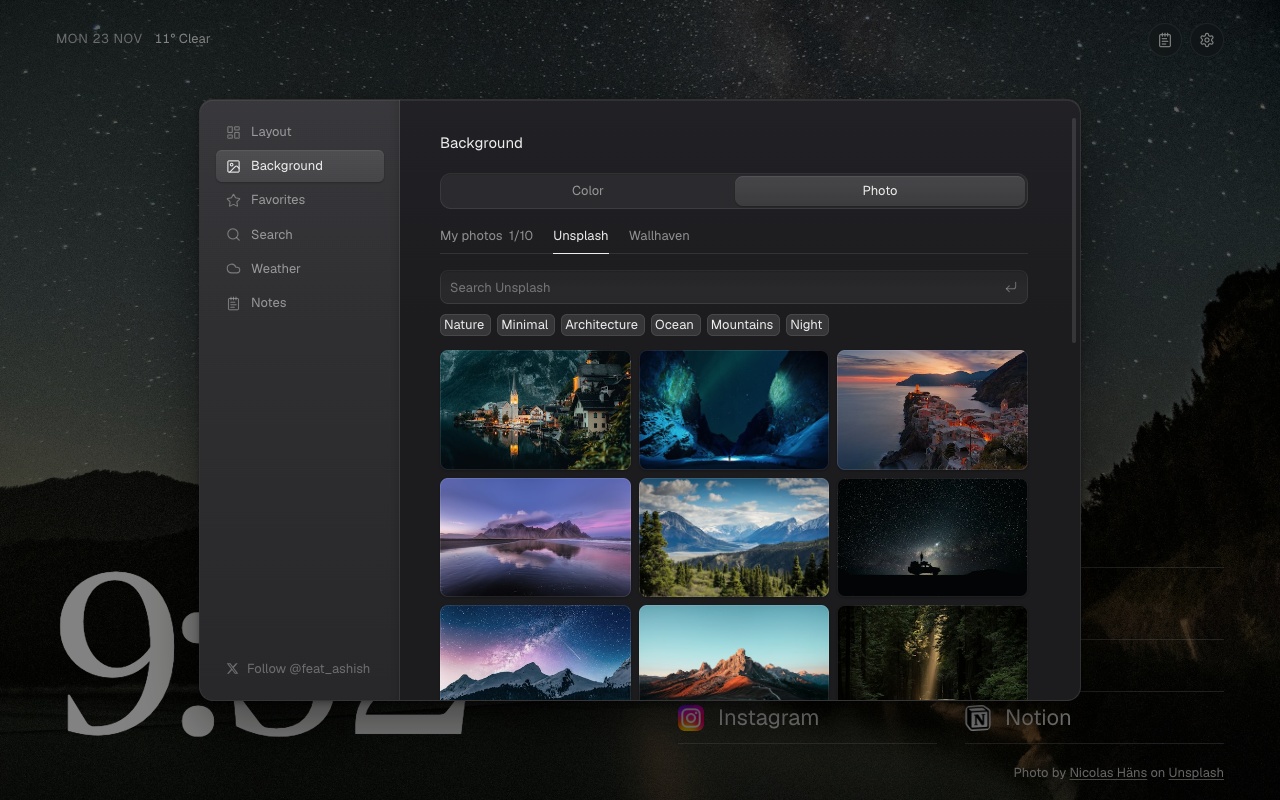 MON 23 NOV 11° Clear
Layout
Background
Favorites
Search
Weather
Notes
Follow @feat_ashish
Background
Color Photo
My photos 1/10 Unsplash Wallhaven
Search Unsplash
Nature Minimal Architecture Ocean Mountains Night
Instagram Notion
Photo by Nicolas Häns on Unsplash